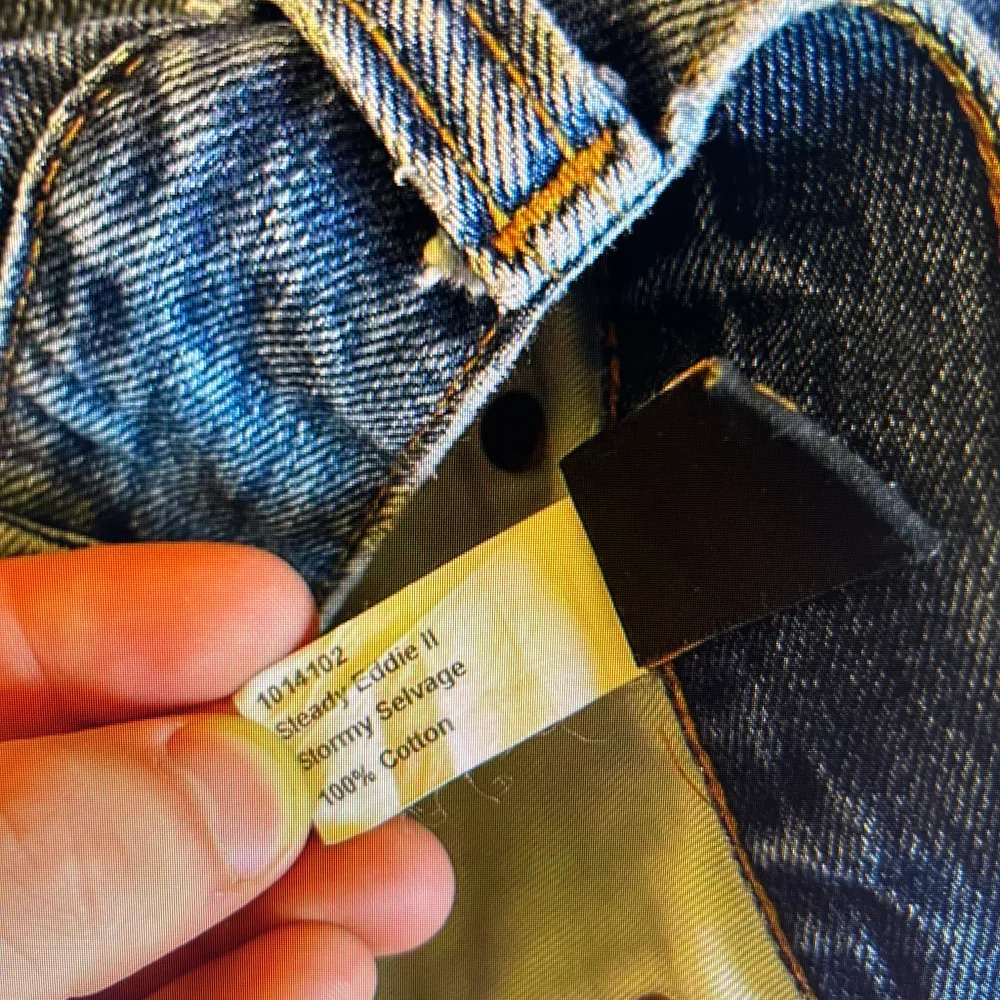 1014102
Steady Eddie II
Stormy Selvage
100% Cotton